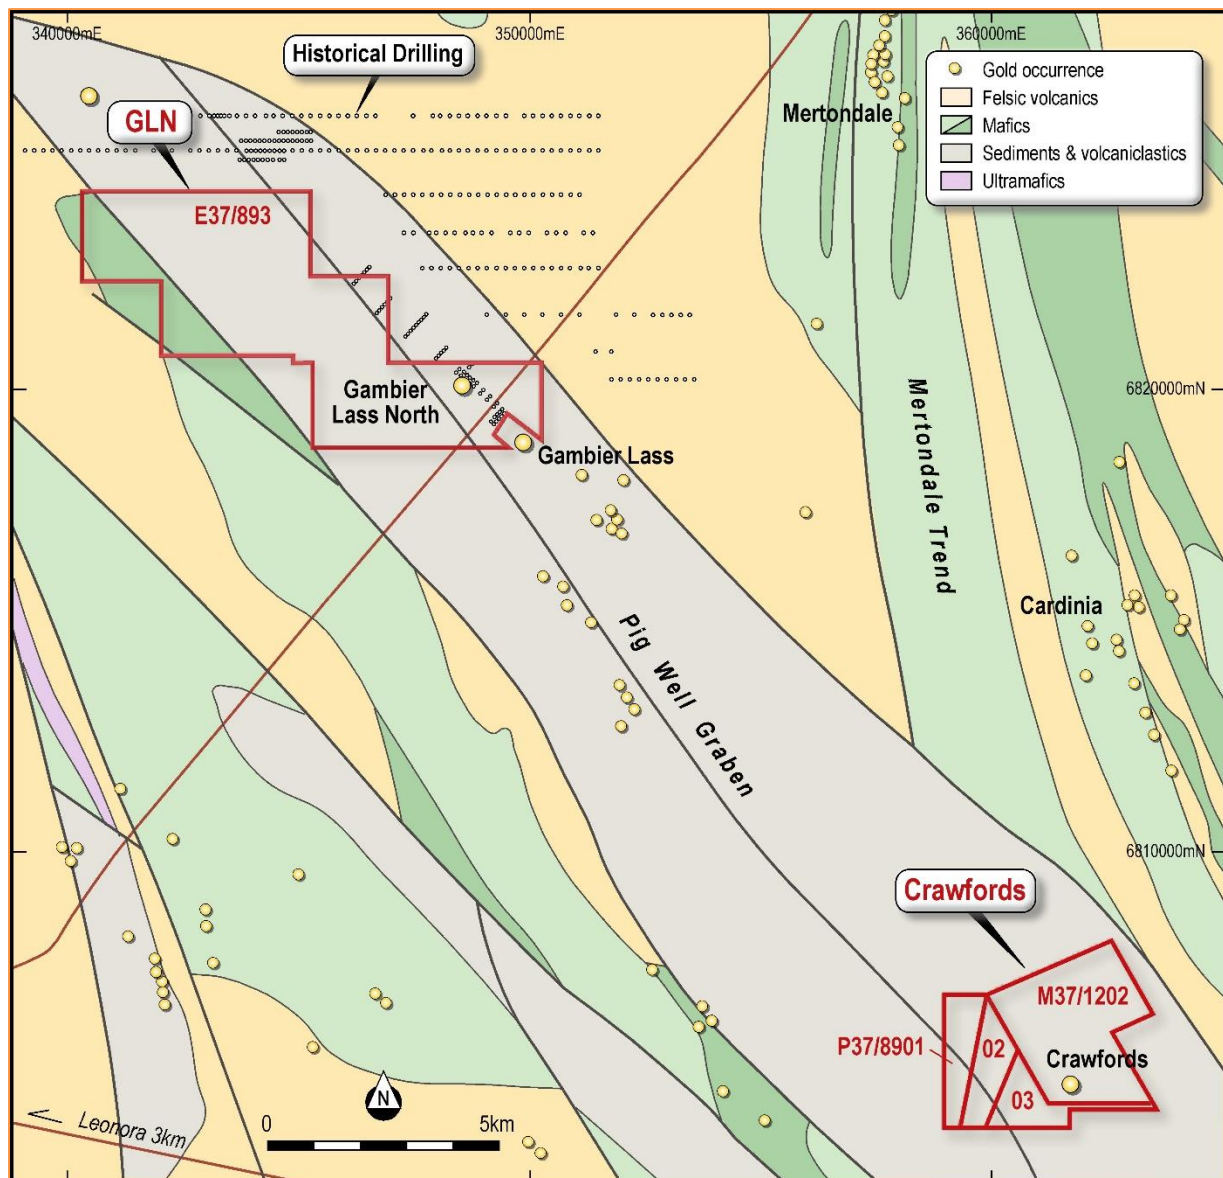 340000mE
350000mE
360000mE
Historical Drilling
GLN
E37/893
Mertondale
Gold occurrence
Felsic volcanics
Mafics
Sediments & volcaniclastics
Ultramafics
6820000mN
Gambier
Lass North
Gambier Lass
Mertondale Trend
Cardinia
Pig Well Graben
6810000mN
Crawfords
M37/1202
P37/8901
02
03
Crawfords
N
0
5km
Leonora 3km